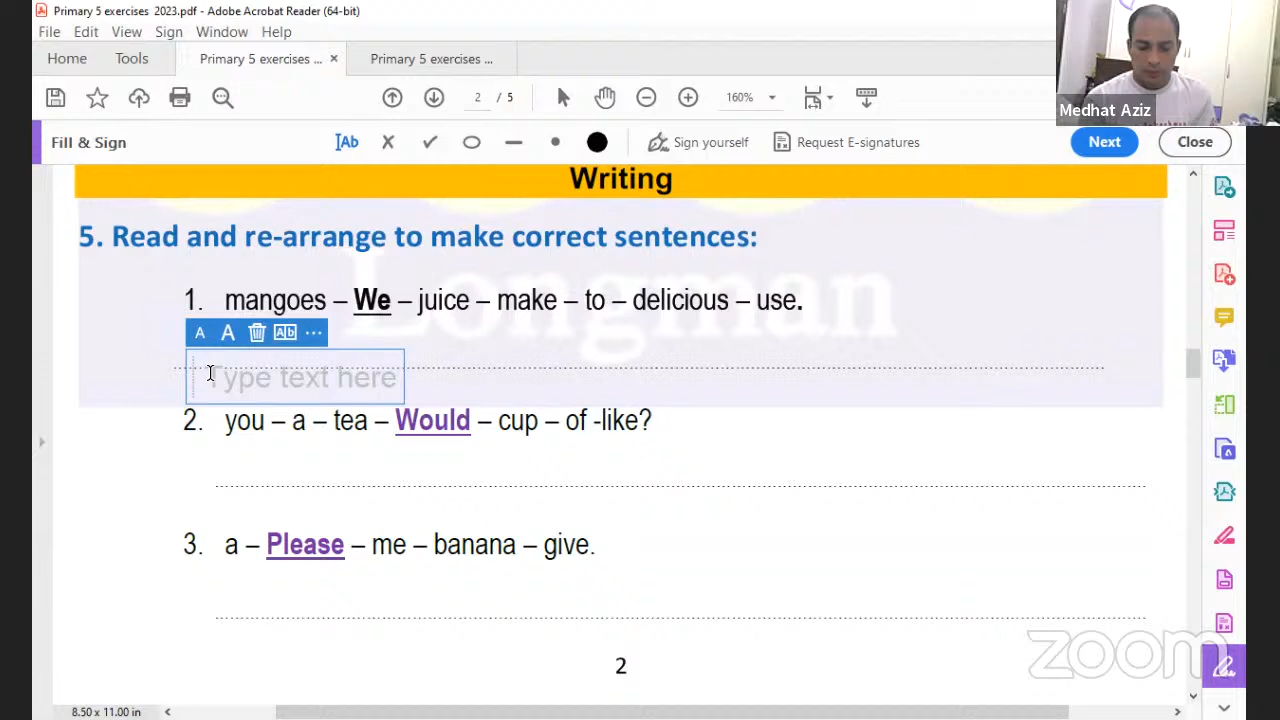 Primary 5 exercises 2023.pdf - Adobe Acrobat Reader (64-bit)
File Edit View Sign Window Help
Home Tools Primary 5 exercises ... × Primary 5 exercises ...
2 / 5 160%
Medhat Aziz
Fill & Sign Ab Sign yourself Request E-signatures Next Close
Writing
5. Read and re-arrange to make correct sentences:
Longman
1. mangoes – We – juice – make – to – delicious – use.
A A Ab ...
Type text here
2. you – a – tea – Would – cup – of -like?
3. a – Please – me – banana – give.
2
zoom
8.50 x 11.00 in